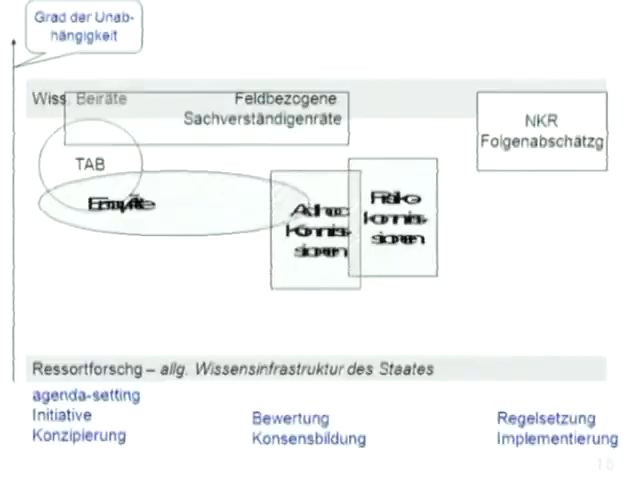 Grad der Unab-
hängigkeit
Wiss. Beiräte
Feldbezogene
Sachverständigenräte
NKR
Folgenabschätzg
TAB
Ad hoc
Kommis-
sionen
Risiko
kommis-
sionen
Ressortforschg – allg. Wissensinfrastruktur des Staates
agenda-setting
Initiative
Konzipierung
Bewertung
Konsensbildung
Regelsetzung
Implementierung